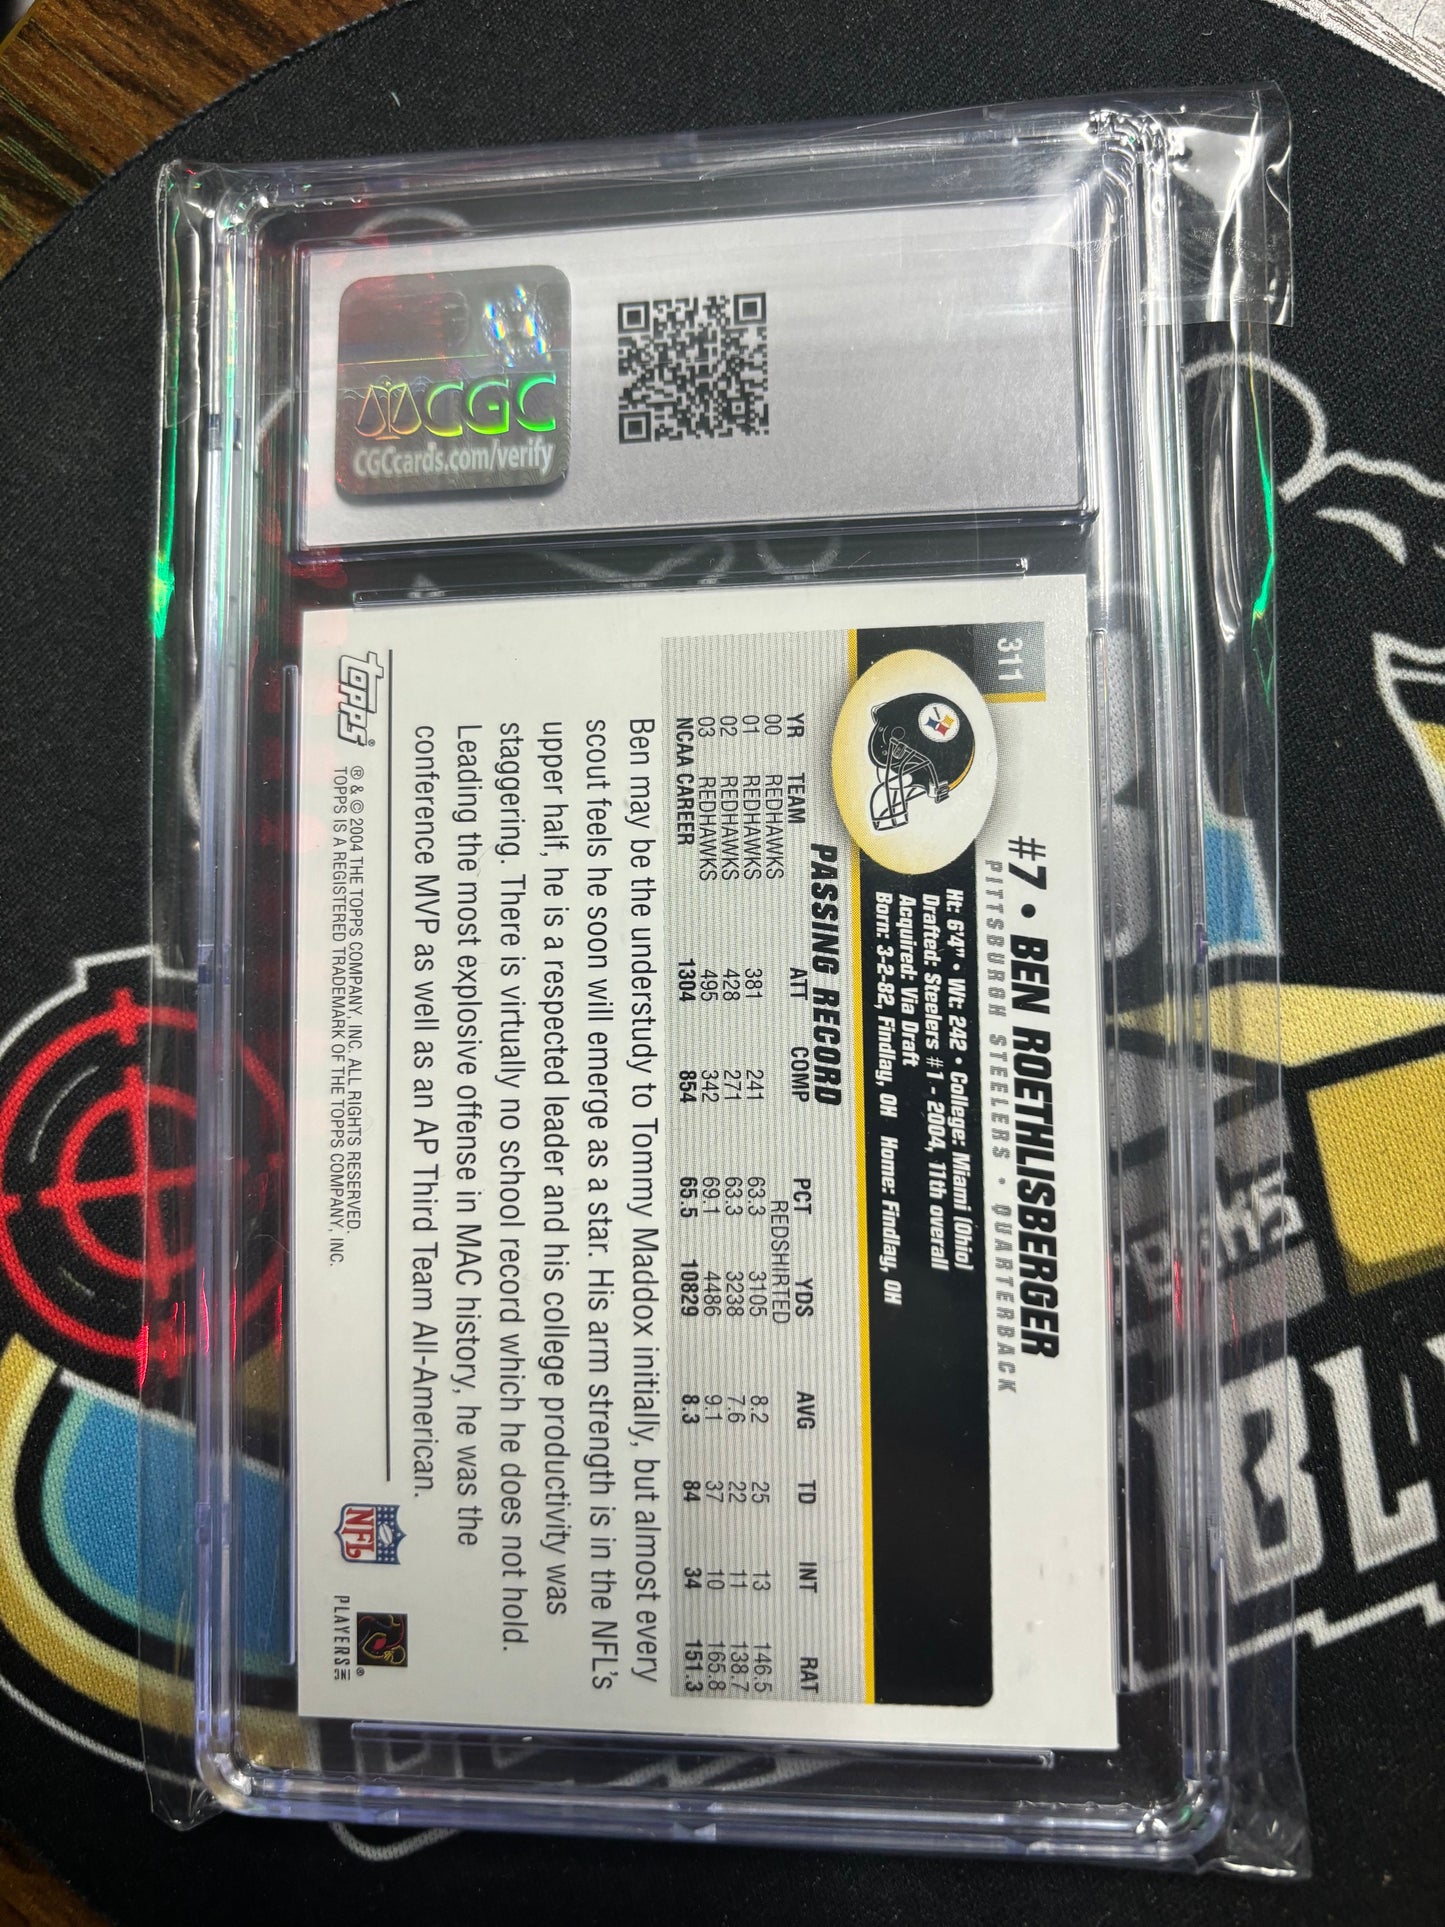 CGC
CGCcards.com/verify
311
#7 • BEN ROETHLISBERGER
PITTSBURGH STEELERS • QUARTERBACK
Ht: 6'4" • Wt: 242 • College: Miami (Ohio)
Drafted: Steelers #1 - 2004, 11th overall
Acquired: Via Draft
Born: 3-2-82, Findlay, OH Home: Findlay, OH
PASSING RECORD
YR TEAM ATT COMP PCT YDS AVG TD INT RAT
00 REDHAWKS REDSHIRTED
01 REDHAWKS 381 241 63.3 3105 8.2 25 13 146.5
02 REDHAWKS 428 271 63.3 3238 7.6 22 11 138.7
03 REDHAWKS 495 342 69.1 4486 9.1 37 10 165.8
NCAA CAREER 1304 854 65.5 10829 8.3 84 34 151.3
Ben may be the understudy to Tommy Maddox initially, but almost every
scout feels he soon will emerge as a star. His arm strength is in the NFL's
upper half, he is a respected leader and his college productivity was
staggering. There is virtually no school record which he does not hold.
Leading the most explosive offense in MAC history, he was the
conference MVP as well as an AP Third Team All-American.
topps®
® & © 2004 THE TOPPS COMPANY, INC. ALL RIGHTS RESERVED.
TOPPS IS A REGISTERED TRADEMARK OF THE TOPPS COMPANY, INC.
NFL
PLAYERS INC